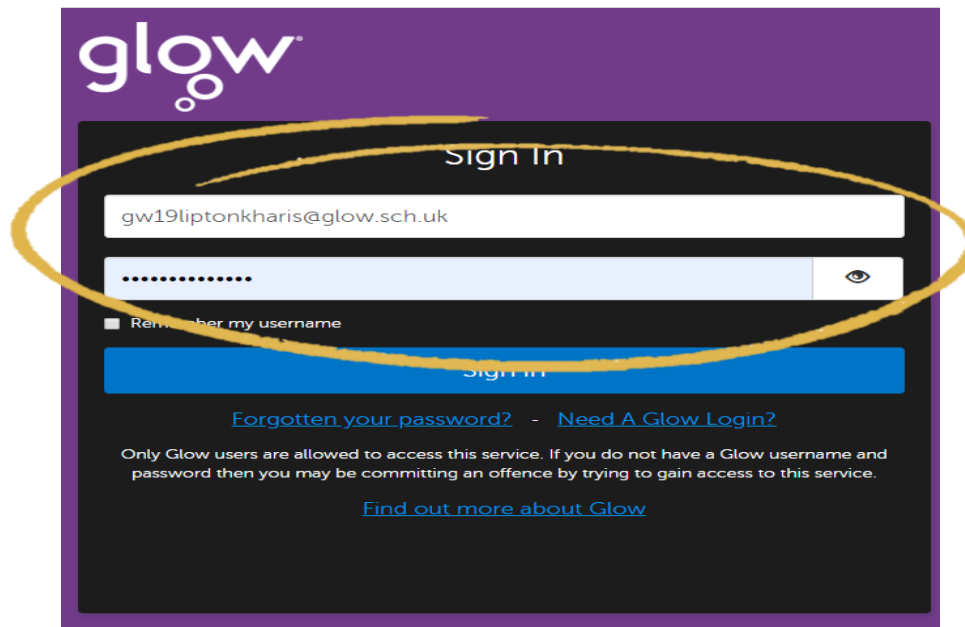 glow
Sign In
gw19liptonkharis@glow.sch.uk
••••••••••••••
Remember my username
Sign In
Forgotten your password? - Need A Glow Login?
Only Glow users are allowed to access this service. If you do not have a Glow username and
password then you may be committing an offence by trying to gain access to this service.
Find out more about Glow